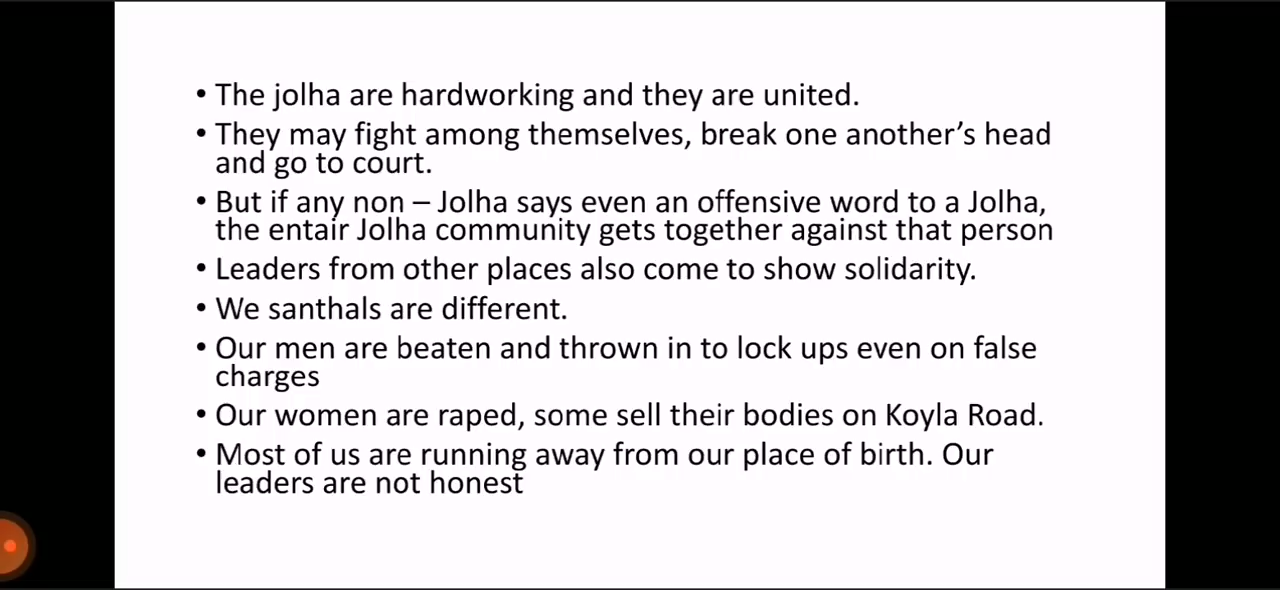 • The jolha are hardworking and they are united.
• They may fight among themselves, break one another’s head
and go to court.
• But if any non – Jolha says even an offensive word to a Jolha,
the entair Jolha community gets together against that person
• Leaders from other places also come to show solidarity.
• We santhals are different.
• Our men are beaten and thrown in to lock ups even on false
charges
• Our women are raped, some sell their bodies on Koyla Road.
• Most of us are running away from our place of birth. Our
leaders are not honest